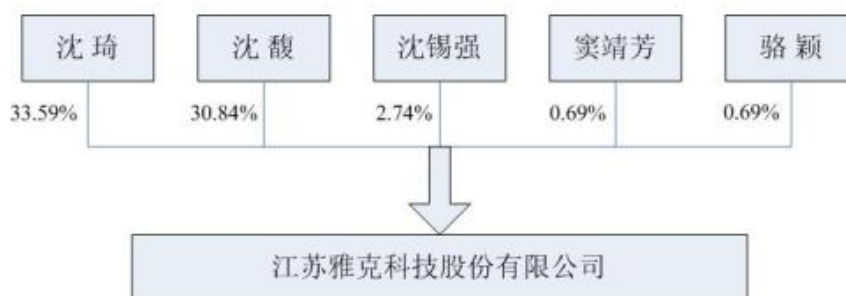 沈 琦 沈 馥 沈锡强 窦靖芳 骆 颖
33.59% 30.84% 2.74% 0.69% 0.69%
江苏雅克科技股份有限公司